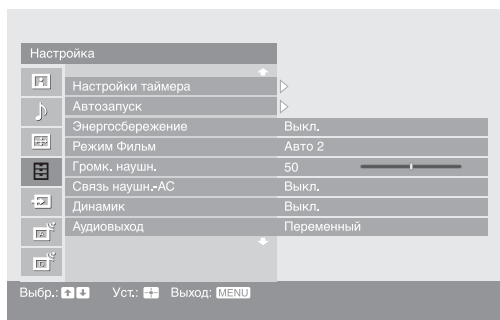 Настройка
Настройки таймера
Автозапуск
Энергосбережение Выкл.
Режим Фильм Авто 2
Громк. наушн. 50
Связь наушн.-АС Выкл.
Динамик Выкл.
Аудиовыход Переменный
Выбр.: Уст.: Выход: MENU